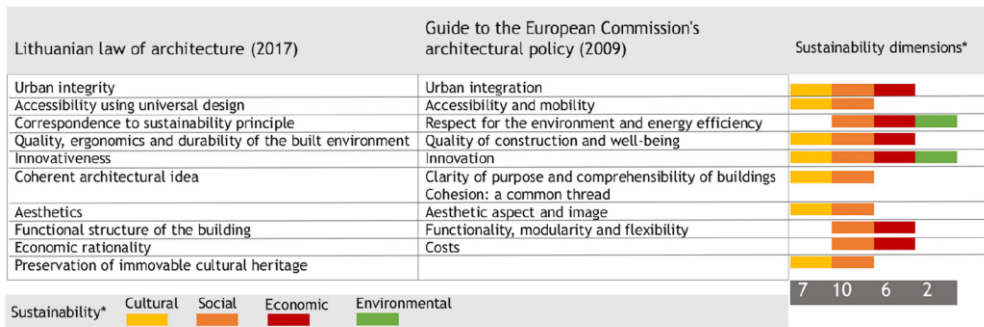 Lithuanian law of architecture (2017)
Guide to the European Commission's
architectural policy (2009)
Sustainability dimensions*
Urban integrity Urban integration
Accessibility using universal design Accessibility and mobility
Correspondence to sustainability principle Respect for the environment and energy efficiency
Quality, ergonomics and durability of the built environment Quality of construction and well-being
Innovativeness Innovation
Coherent architectural idea Clarity of purpose and comprehensibility of buildings
Cohesion: a common thread
Aesthetics Aesthetic aspect and image
Functional structure of the building Functionality, modularity and flexibility
Economic rationality Costs
Preservation of immovable cultural heritage
7 10 6 2
Sustainability* Cultural Social Economic Environmental